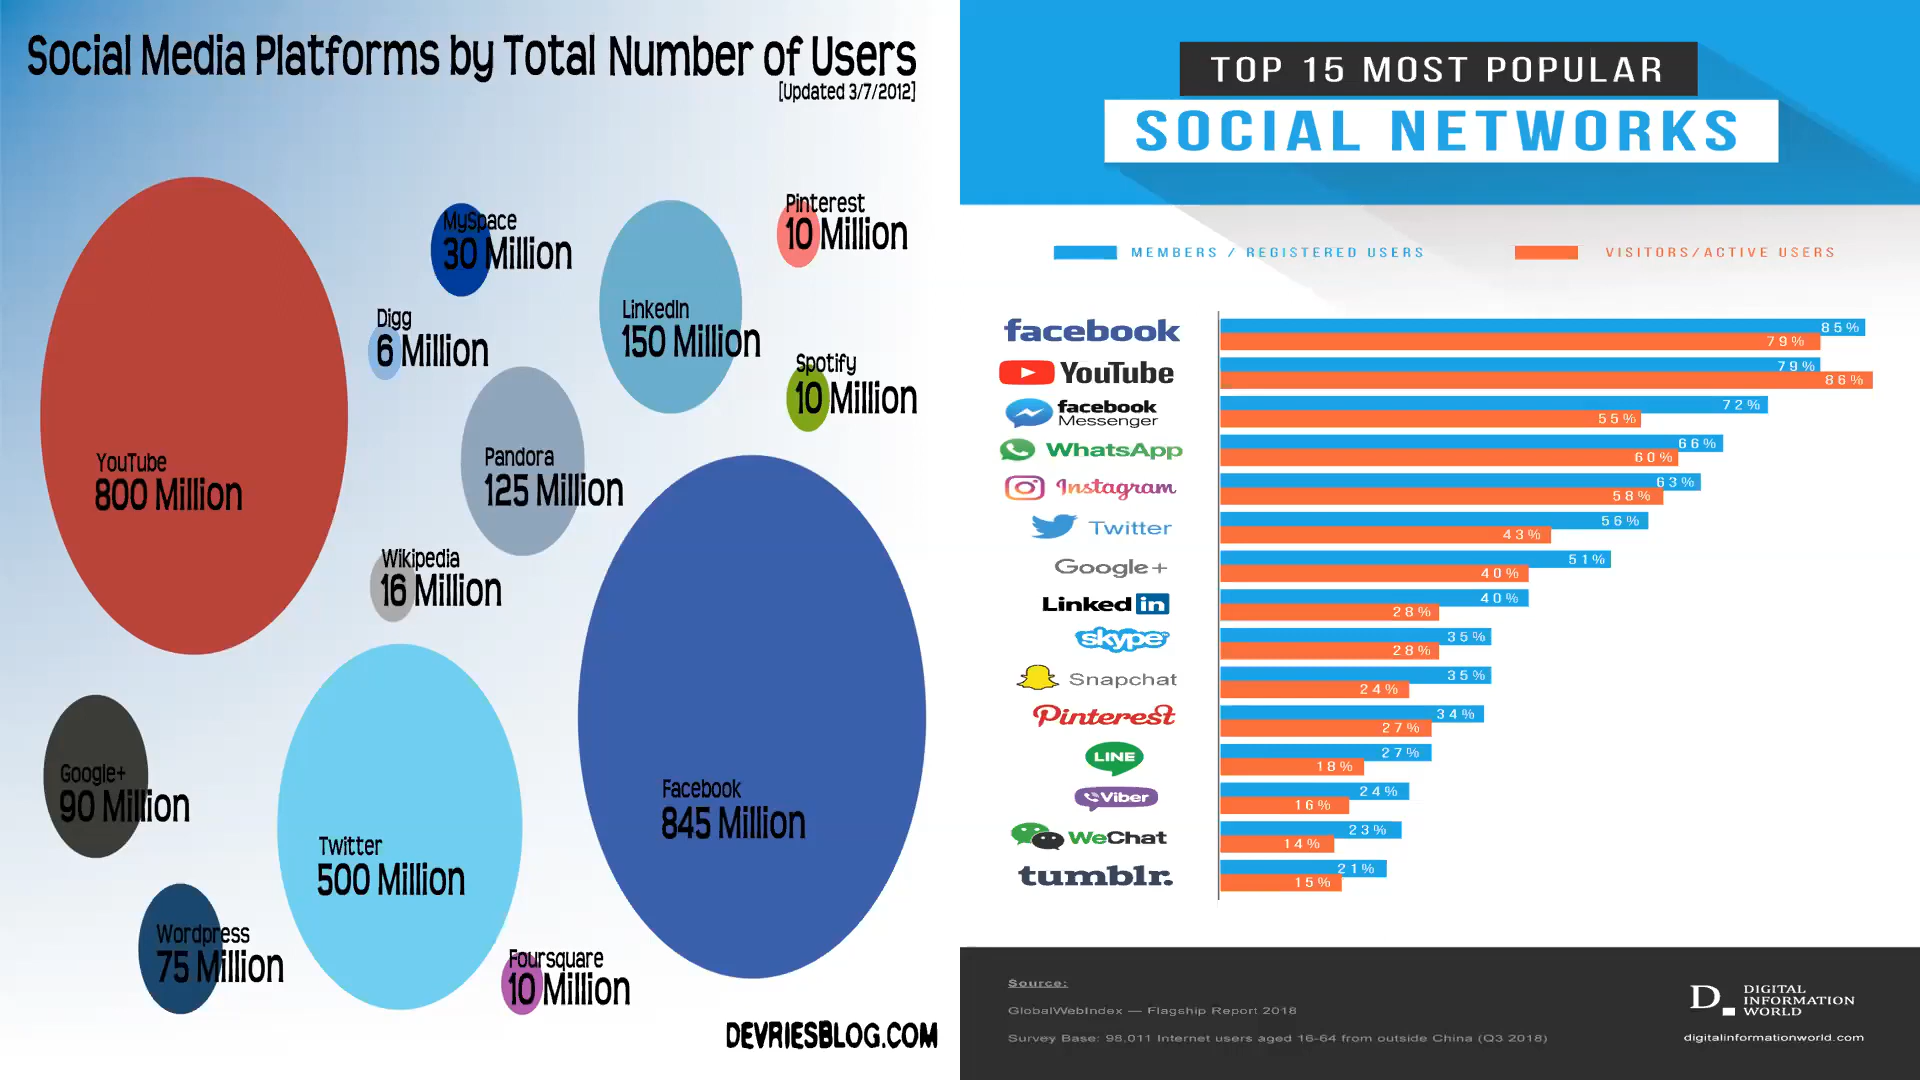 Social Media Platforms by Total Number of Users
[Updated 3/7/2012]
MySpace
30 Million
Pinterest
10 Million
Digg
6 Million
LinkedIn
150 Million
Spotify
10 Million
YouTube
800 Million
Pandora
125 Million
Wikipedia
16 Million
Google+
90 Million
Facebook
845 Million
Twitter
500 Million
Wordpress
75 Million
Foursquare
10 Million
DEVRIESBLOG.COM
TOP 15 MOST POPULAR
SOCIAL NETWORKS
MEMBERS / REGISTERED USERS
VISITORS/ACTIVE USERS
facebook
85%
79%
YouTube
79%
86%
facebook
Messenger
72%
55%
WhatsApp
66%
60%
Instagram
63%
58%
Twitter
56%
43%
Google+
51%
40%
Linked in
40%
28%
skype
35%
28%
Snapchat
35%
24%
Pinterest
34%
27%
LINE
27%
18%
Viber
24%
16%
WeChat
23%
14%
tumblr.
21%
15%
Source:
GlobalWebIndex — Flagship Report 2018
Survey Base: 98,011 Internet users aged 16-64 from outside China (Q3 2018)
D.
DIGITAL
INFORMATION
WORLD
digitalinformationworld.com